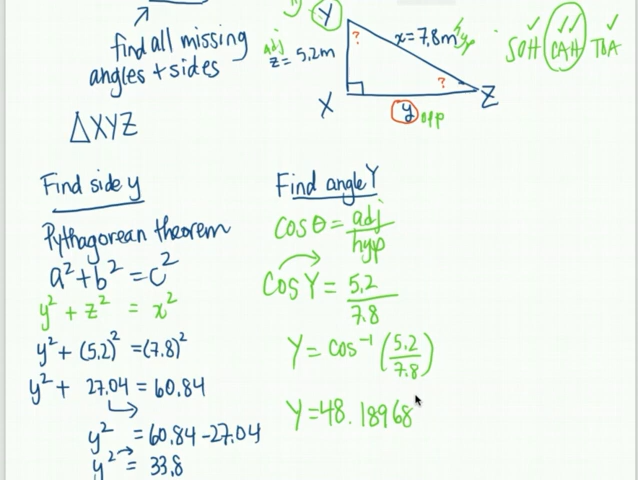 find all missing
angles + sides
△XYZ
Y
?
adj
z = 5.2m
x = 7.8m
hyp
?
X
y
opp
Z
SOH CAH TOA
Find side y
Pythagorean theorem
a² + b² = c²
y² + z² = x²
y² + (5.2)² = (7.8)²
y² + 27.04 = 60.84
y² = 60.84 - 27.04
y² = 33.8
Find angle Y
cos θ = adj
hyp
cos Y = 5.2
7.8
Y = cos⁻¹ (5.2
7.8)
Y = 48.18968